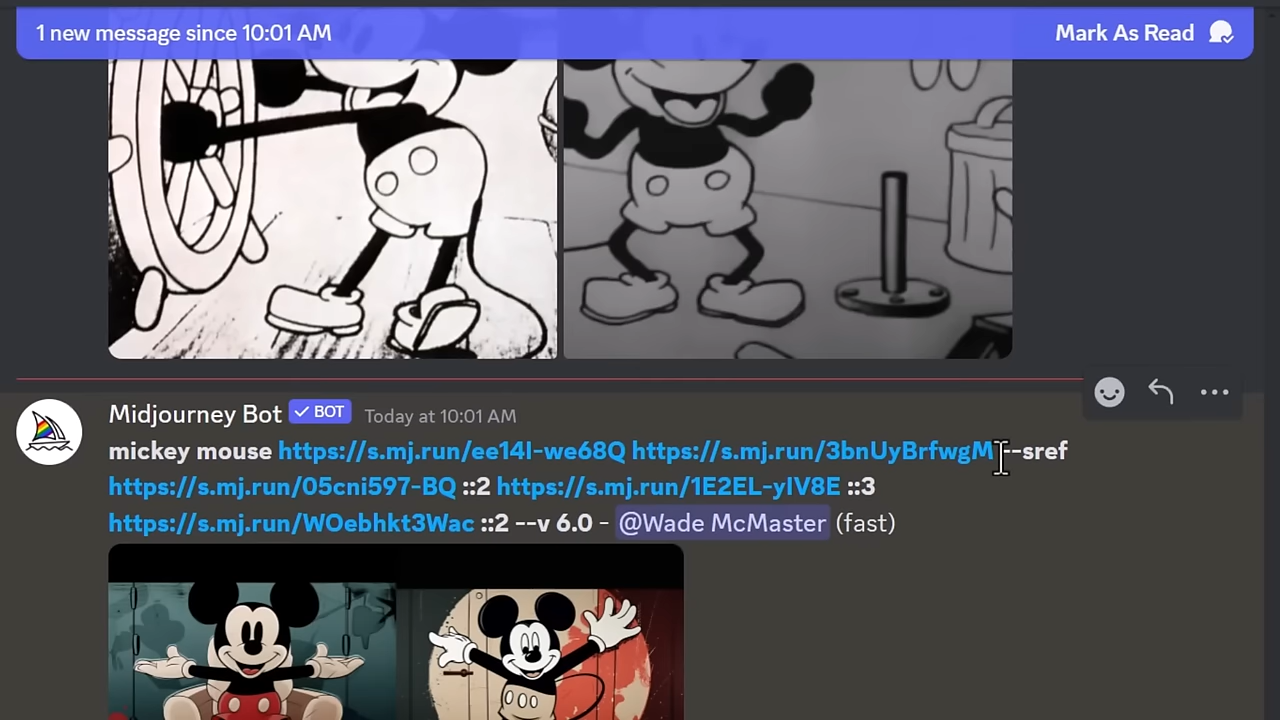 1 new message since 10:01 AM Mark As Read
Midjourney Bot BOT Today at 10:01 AM
mickey mouse https://s.mj.run/ee14I-we68Q https://s.mj.run/3bnUyBrfwgM --sref
https://s.mj.run/05cni597-BQ ::2 https://s.mj.run/1E2EL-yIV8E ::3
https://s.mj.run/WOebhkt3Wac ::2 --v 6.0 - @Wade McMaster (fast)